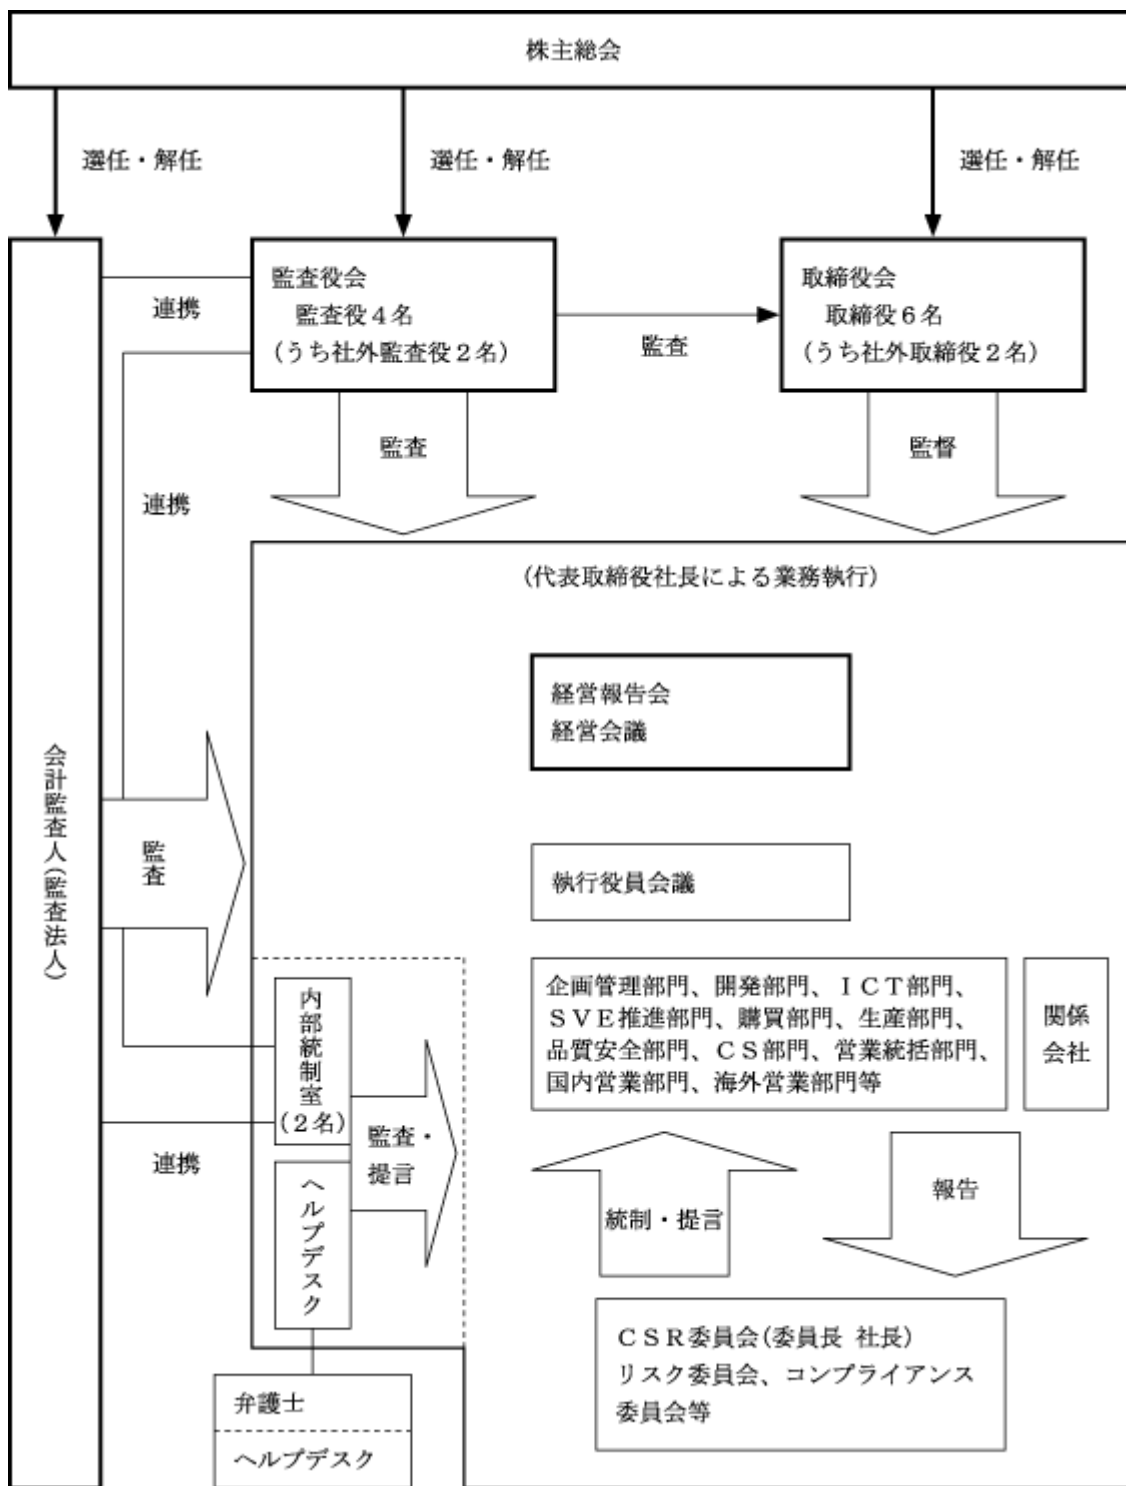 株主総会
選任・解任
選任・解任
選任・解任
監査役会
監査役４名
(うち社外監査役２名)
取締役会
取締役６名
(うち社外取締役２名)
連携
監査
監査
監督
連携
(代表取締役社長による業務執行)
経営報告会
経営会議
会計監査人(監査法人)
監査
執行役員会議
企画管理部門、開発部門、ＩＣＴ部門、
ＳＶＥ推進部門、購買部門、生産部門、
品質安全部門、ＣＳ部門、営業統括部門、
国内営業部門、海外営業部門等
関係
会社
内部統制室
(２名)
監査・
提言
連携
ヘルプデスク
統制・提言
報告
ＣＳＲ委員会(委員長 社長)
リスク委員会、コンプライアンス
委員会等
弁護士
ヘルプデスク